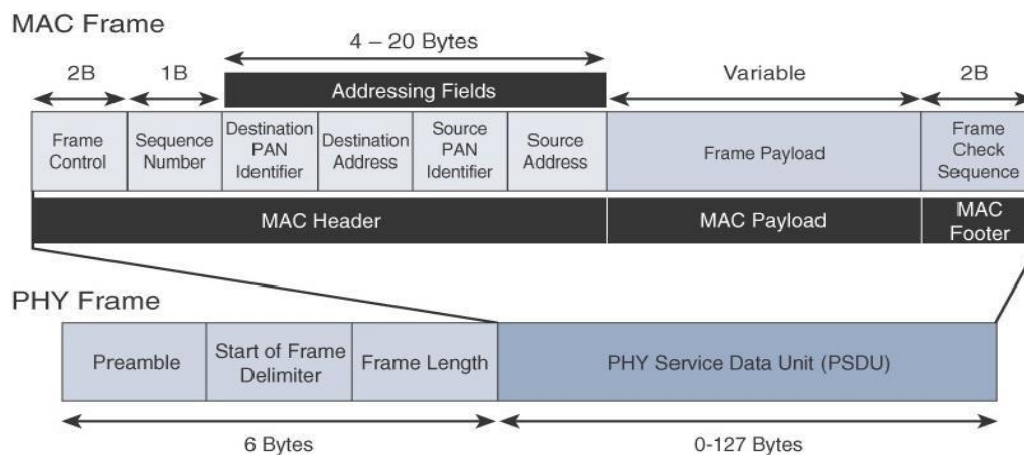 MAC Frame
4 – 20 Bytes
2B
1B
Addressing Fields
Variable
2B
Frame
Control
Sequence
Number
Destination
PAN
Identifier
Destination
Address
Source
PAN
Identifier
Source
Address
Frame Payload
Frame
Check
Sequence
MAC Header
MAC Payload
MAC
Footer
PHY Frame
Preamble
Start of Frame
Delimiter
Frame Length
PHY Service Data Unit (PSDU)
6 Bytes
0-127 Bytes